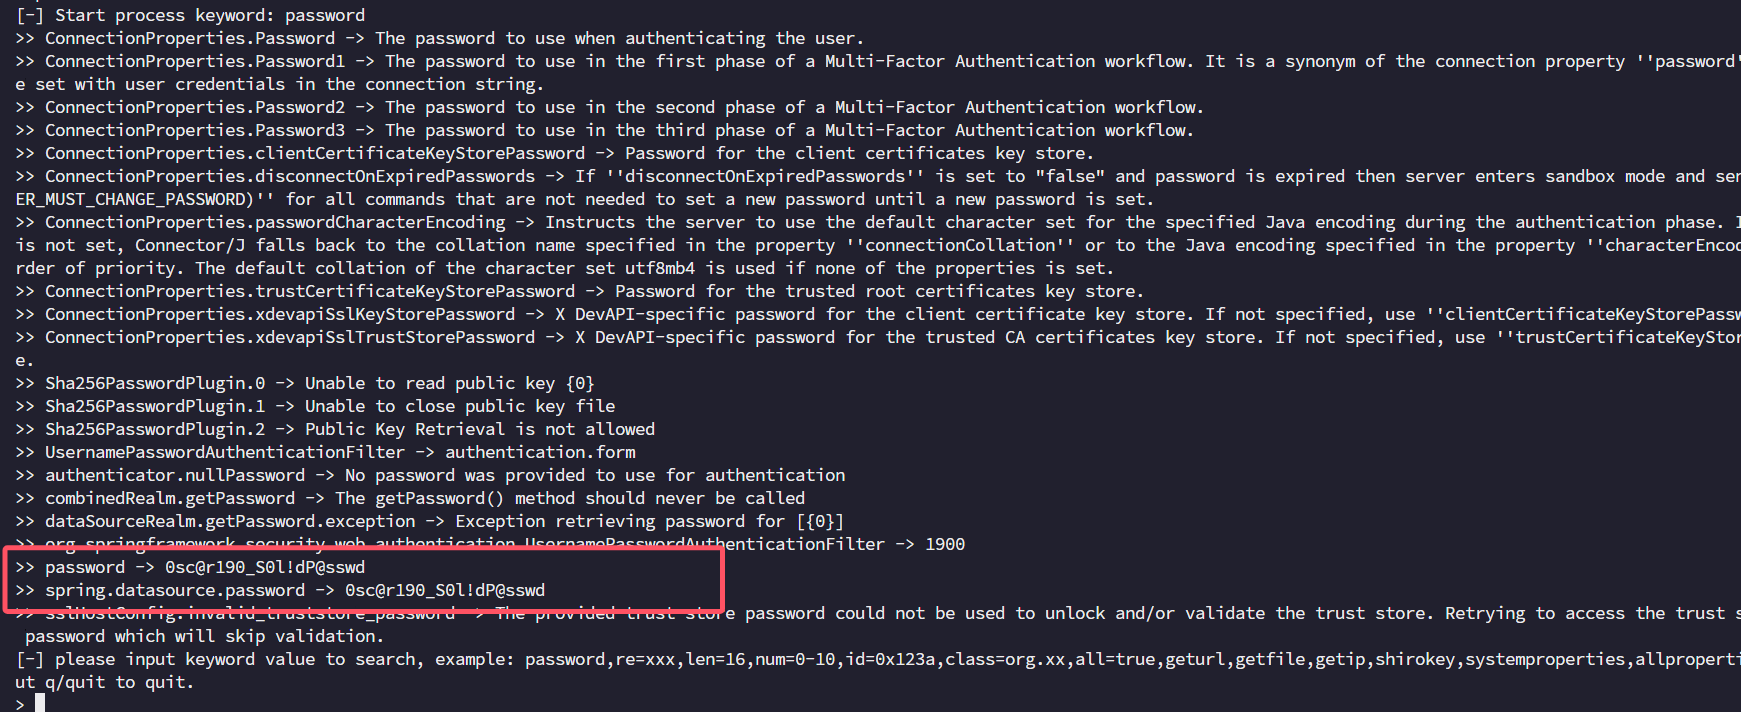 [-] Start process keyword: password
>> ConnectionProperties.Password -> The password to use when authenticating the user.
>> ConnectionProperties.Password1 -> The password to use in the first phase of a Multi-Factor Authentication workflow. It is a synonym of the connection property ''password'
e set with user credentials in the connection string.
>> ConnectionProperties.Password2 -> The password to use in the second phase of a Multi-Factor Authentication workflow.
>> ConnectionProperties.Password3 -> The password to use in the third phase of a Multi-Factor Authentication workflow.
>> ConnectionProperties.clientCertificateKeyStorePassword -> Password for the client certificates key store.
>> ConnectionProperties.disconnectOnExpiredPasswords -> If ''disconnectOnExpiredPasswords'' is set to "false" and password is expired then server enters sandbox mode and sen
ER_MUST_CHANGE_PASSWORD)'' for all commands that are not needed to set a new password until a new password is set.
>> ConnectionProperties.passwordCharacterEncoding -> Instructs the server to use the default character set for the specified Java encoding during the authentication phase. I
is not set, Connector/J falls back to the collation name specified in the property ''connectionCollation'' or to the Java encoding specified in the property ''characterEnco
rder of priority. The default collation of the character set utf8mb4 is used if none of the properties is set.
>> ConnectionProperties.trustCertificateKeyStorePassword -> Password for the trusted root certificates key store.
>> ConnectionProperties.xdevapiSslKeyStorePassword -> X DevAPI-specific password for the client certificate key store. If not specified, use ''clientCertificateKeyStorePassw
>> ConnectionProperties.xdevapiSslTrustStorePassword -> X DevAPI-specific password for the trusted CA certificates key store. If not specified, use ''trustCertificateKeyStor
e.
>> Sha256PasswordPlugin.0 -> Unable to read public key {0}
>> Sha256PasswordPlugin.1 -> Unable to close public key file
>> Sha256PasswordPlugin.2 -> Public Key Retrieval is not allowed
>> UsernamePasswordAuthenticationFilter -> authentication.form
>> authenticator.nullPassword -> No password was provided to use for authentication
>> combinedRealm.getPassword -> The getPassword() method should never be called
>> dataSourceRealm.getPassword.exception -> Exception retrieving password for [{0}]
>> org.springframework.security.web.authentication.UsernamePasswordAuthenticationFilter -> 1900
>> password -> 0sc@r190_S0l!dP@sswd
>> spring.datasource.password -> 0sc@r190_S0l!dP@sswd
>> sslHostConfig.invalid_truststore_password -> The provided trust store password could not be used to unlock and/or validate the trust store. Retrying to access the trust s
password which will skip validation.
[-] please input keyword value to search, example: password,re=xxx,len=16,num=0-10,id=0x123a,class=org.xx,all=true,geturl,getfile,getip,shirokey,systemproperties,allproperti
ut q/quit to quit.
>